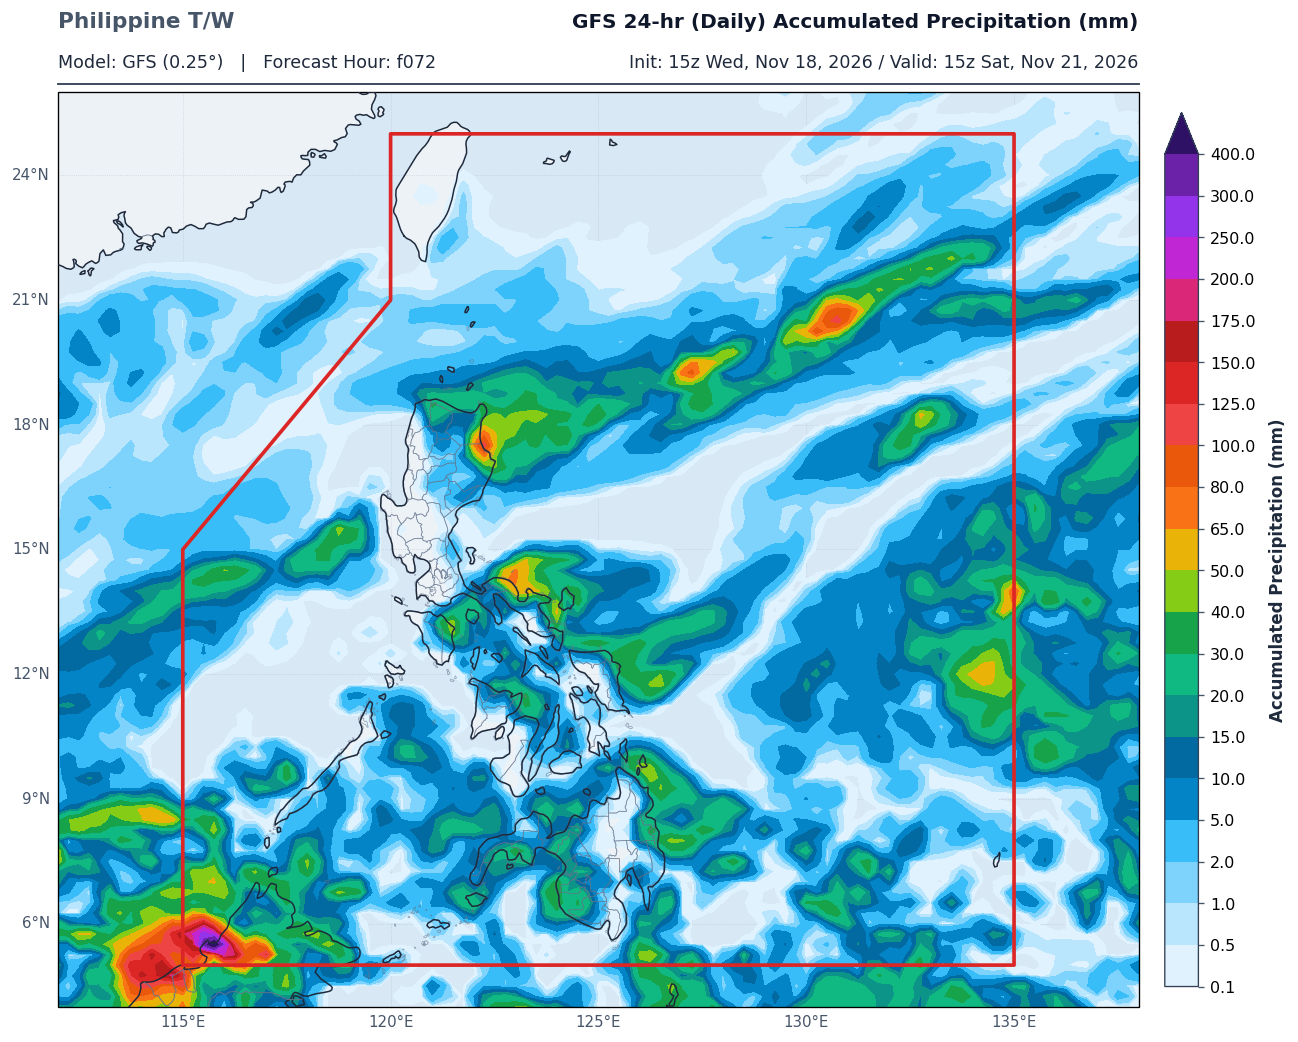 Philippine T/W
GFS 24-hr (Daily) Accumulated Precipitation (mm)
Model: GFS (0.25°) | Forecast Hour: f072
Init: 15z Wed, Nov 18, 2026 / Valid: 15z Sat, Nov 21, 2026
24°N
21°N
18°N
15°N
12°N
9°N
6°N
115°E
120°E
125°E
130°E
135°E
400.0
300.0
250.0
200.0
175.0
150.0
125.0
100.0
80.0
65.0
50.0
40.0
30.0
20.0
15.0
10.0
5.0
2.0
1.0
0.5
0.1
Accumulated Precipitation (mm)